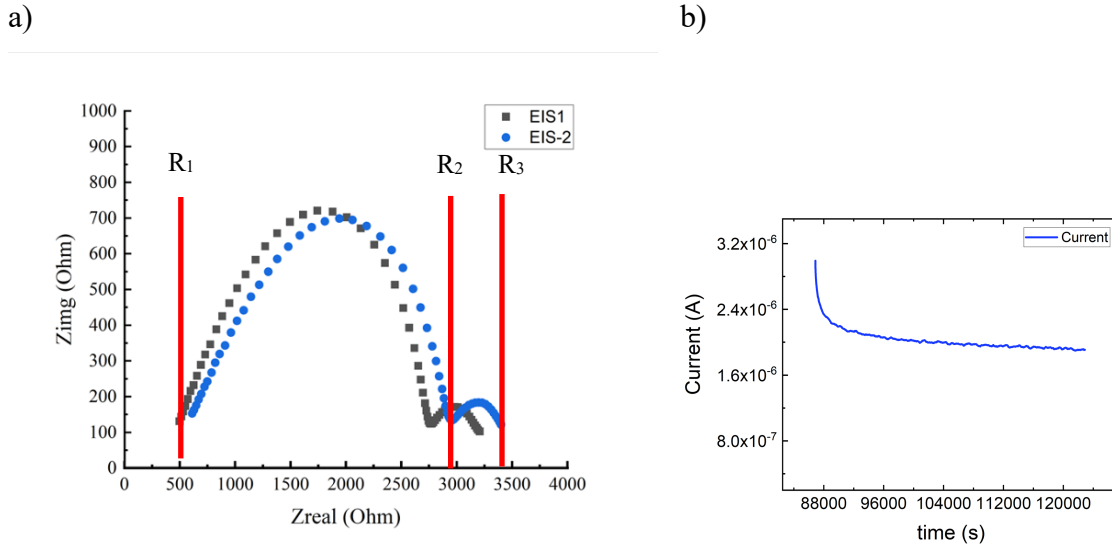 a)
b)
EIS1
EIS-2
R₁
R₂
R₃
1000
900
800
700
600
500
400
300
200
100
0
Zimg (Ohm)
0 500 1000 1500 2000 2500 3000 3500 4000
Zreal (Ohm)
Current
3.2x10⁻⁶
2.4x10⁻⁶
1.6x10⁻⁶
8.0x10⁻⁷
Current (A)
88000 96000 104000 112000 120000
time (s)